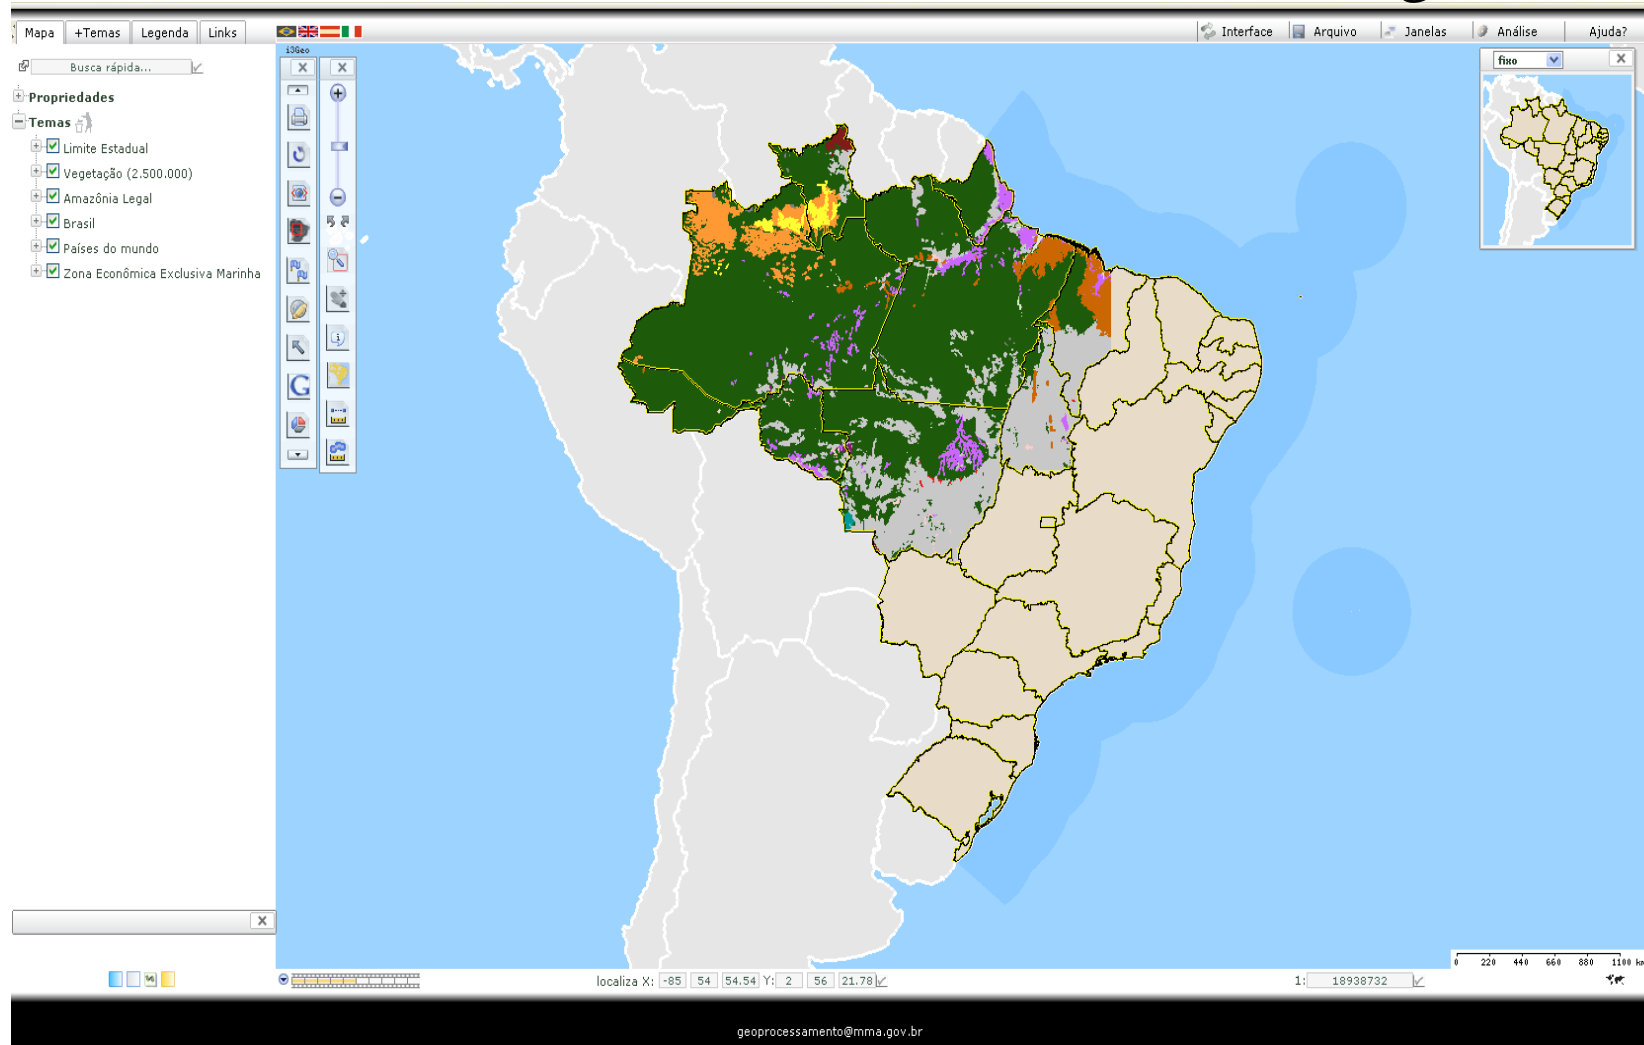 Mapa
+Temas
Legenda
Links
Interface
Arquivo
Janelas
Análise
Ajuda?
i3Geo
Busca rápida...
Propriedades
Temas
Limite Estadual
Vegetação (2.500.000)
Amazônia Legal
Brasil
Países do mundo
Zona Econômica Exclusiva Marinha
fixo
G
0 220 440 660 880 1100 km
localiza X: -85 54 54.54 Y: 2 56 21.78
1: 18938732
geoprocessamento@mma.gov.br